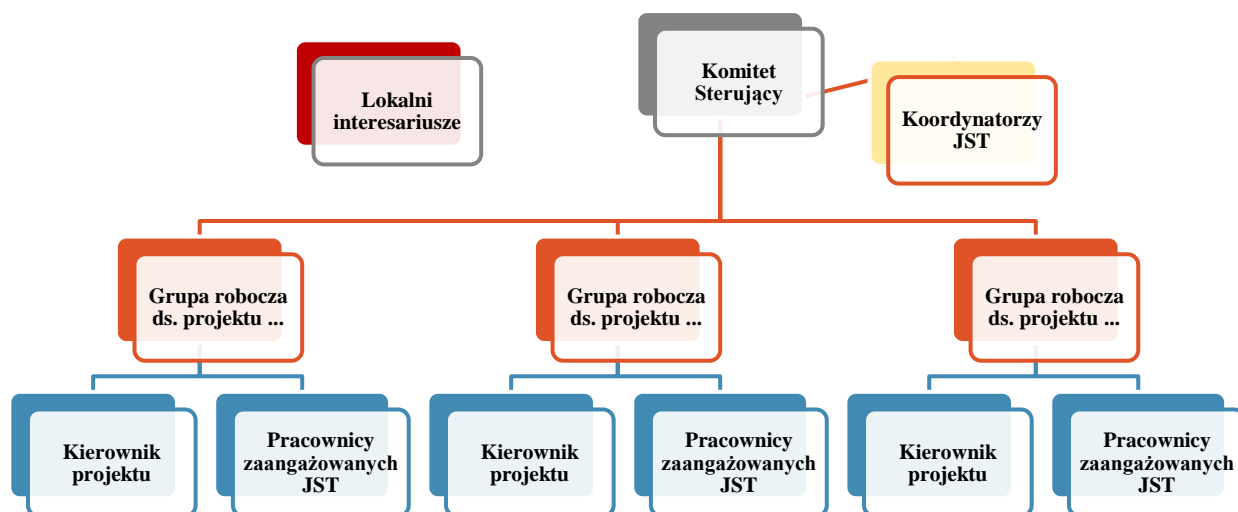 Komitet
Sterujący
Lokalni
interesariusze
Koordynatorzy
JST
Grupa robocza
ds. projektu ...
Grupa robocza
ds. projektu ...
Grupa robocza
ds. projektu ...
Kierownik
projektu
Pracownicy
zaangażowanych
JST
Kierownik
projektu
Pracownicy
zaangażowanych
JST
Kierownik
projektu
Pracownicy
zaangażowanych
JST